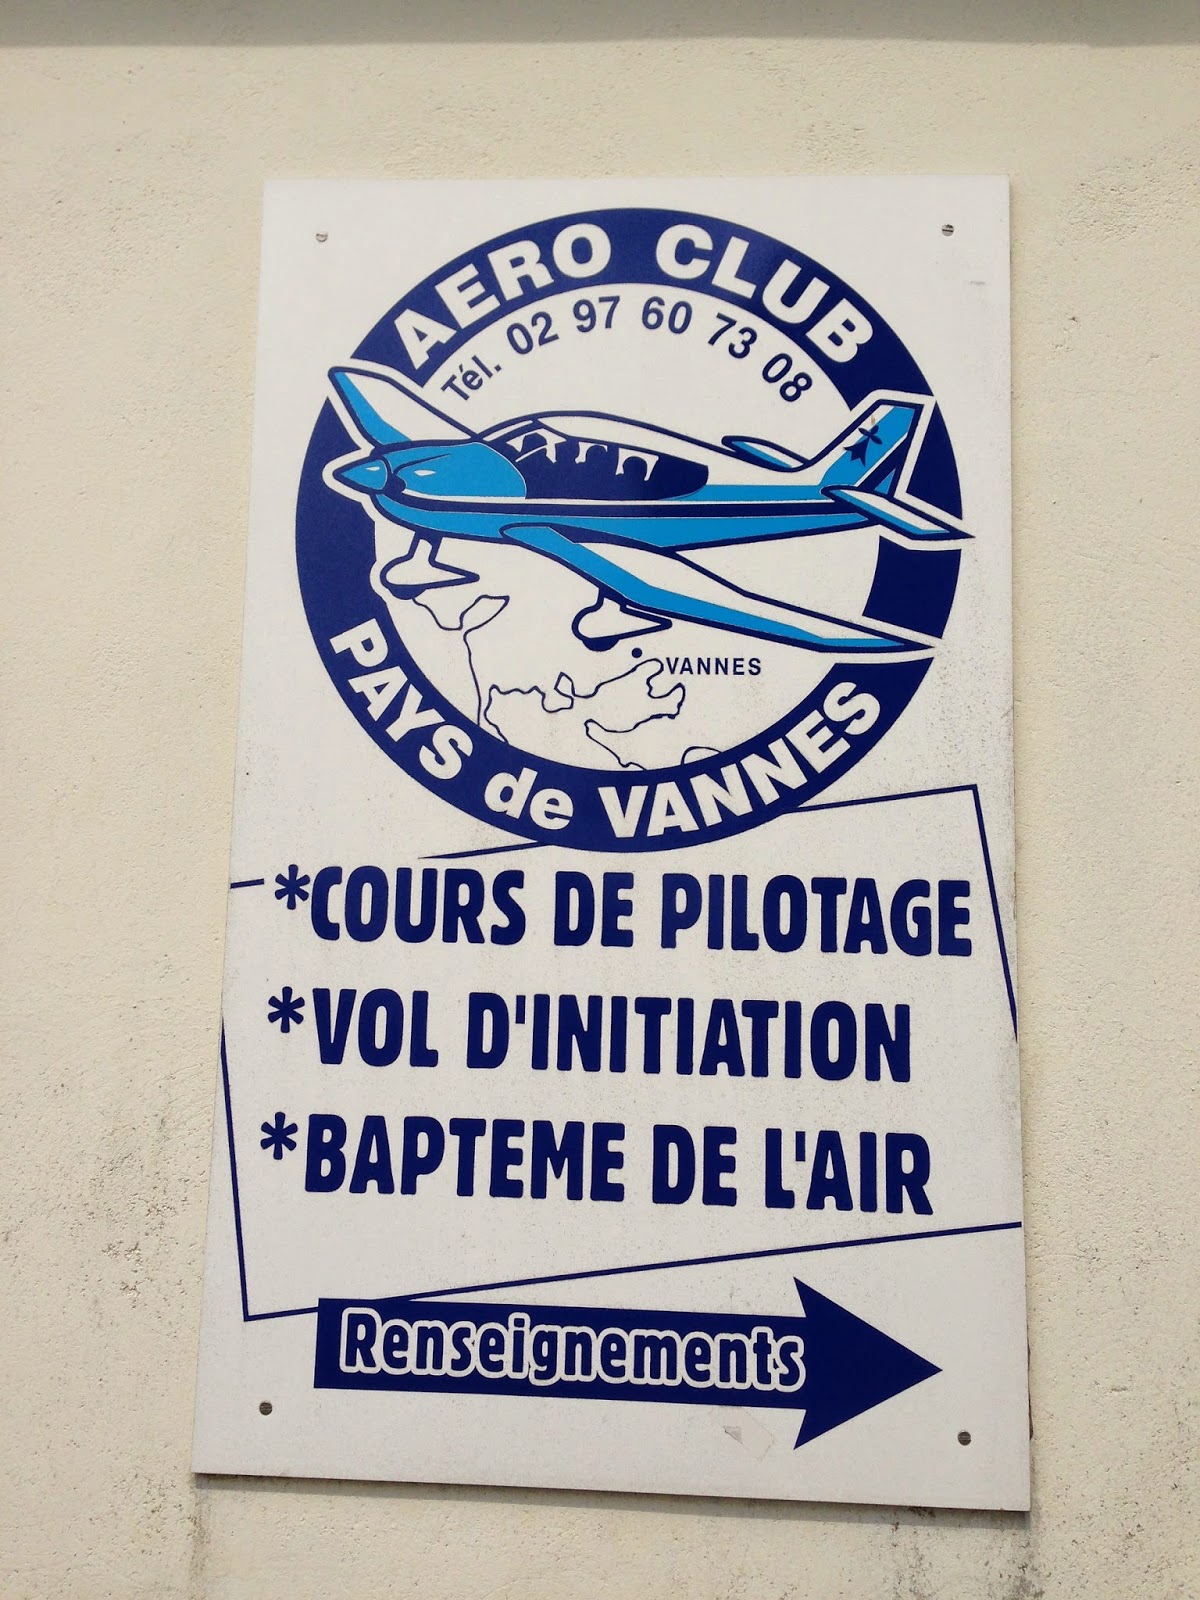 AERO CLUB
Tél. 02 97 60 73 08
VANNES
PAYS de VANNES
*COURS DE PILOTAGE
*VOL D'INITIATION
*BAPTEME DE L'AIR
Renseignements